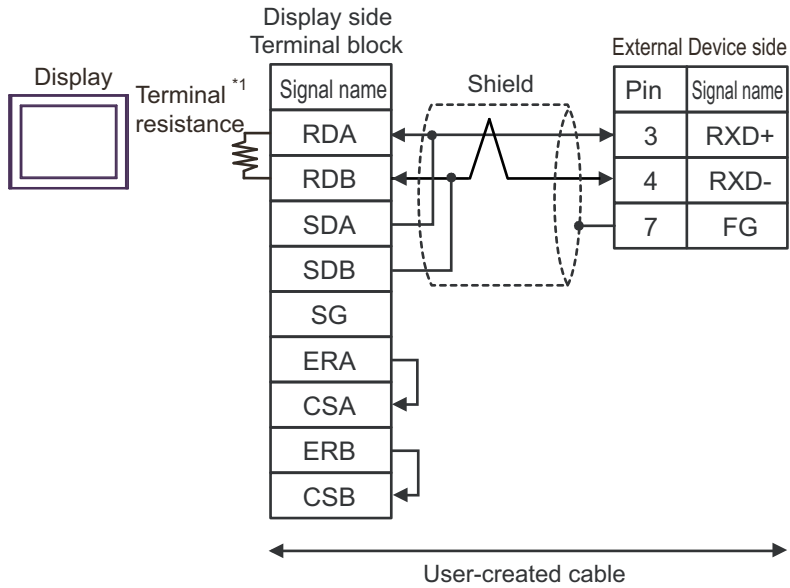 Display side
Terminal block
External Device side
Display
Terminal *1
resistance
Signal name
Shield
Pin Signal name
RDA
3 RXD+
RDB
4 RXD-
SDA
7 FG
SDB
SG
ERA
CSA
ERB
CSB
User-created cable